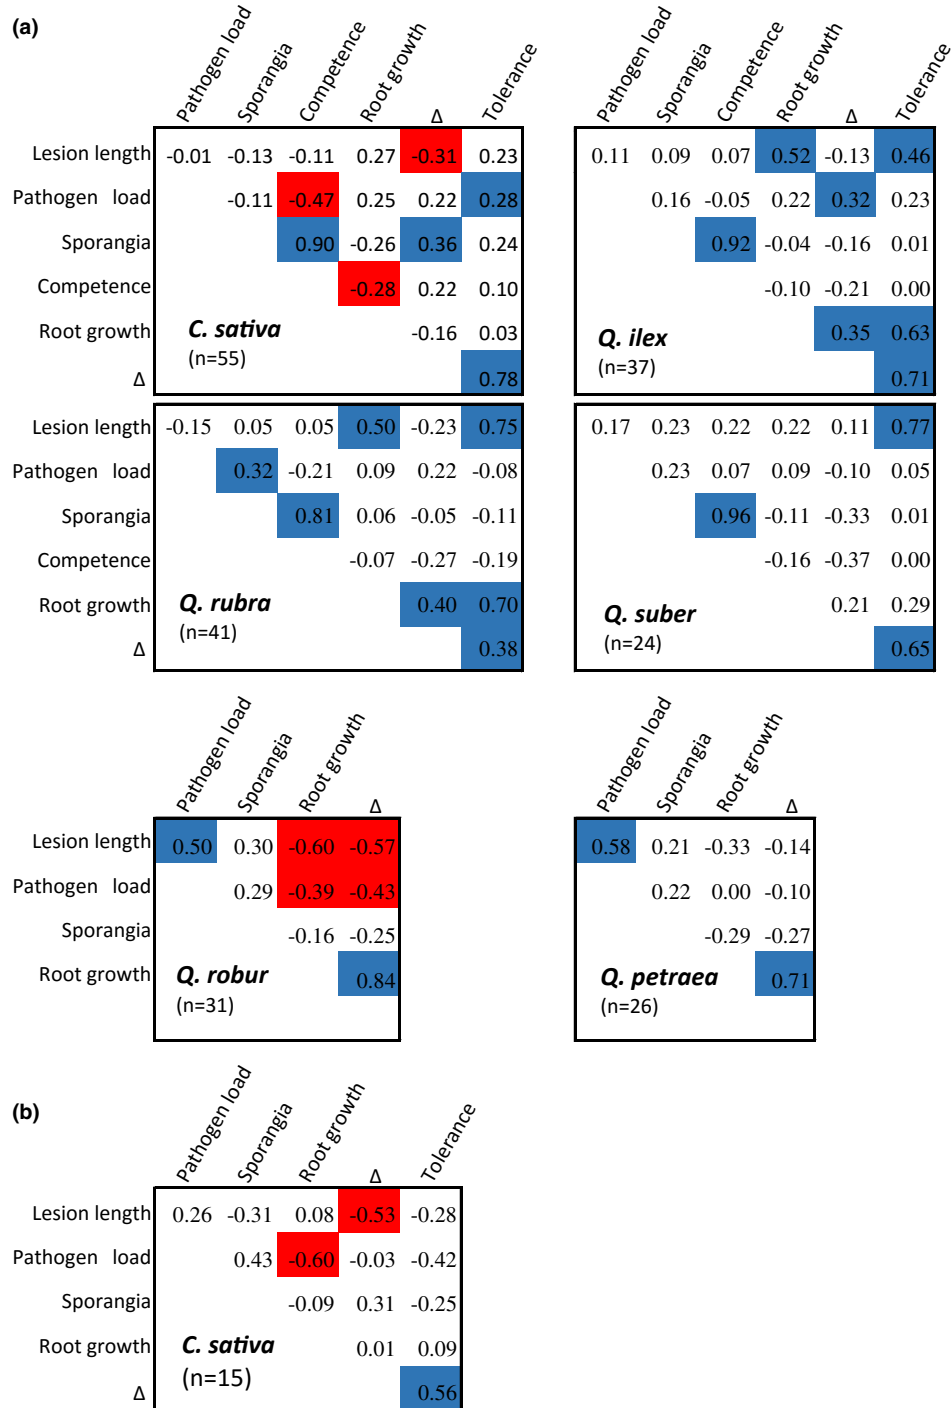 (a)
Pathogen load Sporangia Competence Root growth Δ Tolerance
Lesion length -0.01 -0.13 -0.11 0.27 -0.31 0.23
Pathogen load -0.11 -0.47 0.25 0.22 0.28
Sporangia 0.90 -0.26 0.36 0.24
Competence -0.28 0.22 0.10
Root growth -0.16 0.03
Δ 0.78
C. sativa
(n=55)
Pathogen load Sporangia Competence Root growth Δ Tolerance
0.11 0.09 0.07 0.52 -0.13 0.46
0.16 -0.05 0.22 0.32 0.23
0.92 -0.04 -0.16 0.01
-0.10 -0.21 0.00
0.35 0.63
0.71
Q. ilex
(n=37)
Lesion length -0.15 0.05 0.05 0.50 -0.23 0.75
Pathogen load 0.32 -0.21 0.09 0.22 -0.08
Sporangia 0.81 0.06 -0.05 -0.11
Competence -0.07 -0.27 -0.19
Root growth 0.40 0.70
Δ 0.38
Q. rubra
(n=41)
0.17 0.23 0.22 0.22 0.11 0.77
0.23 0.07 0.09 -0.10 0.05
0.96 -0.11 -0.33 0.01
-0.16 -0.37 0.00
0.21 0.29
0.65
Q. suber
(n=24)
Pathogen load Sporangia Root growth Δ
Lesion length 0.50 0.30 -0.60 -0.57
Pathogen load 0.29 -0.39 -0.43
Sporangia -0.16 -0.25
Root growth 0.84
Q. robur
(n=31)
Pathogen load Sporangia Root growth Δ
0.58 0.21 -0.33 -0.14
0.22 0.00 -0.10
-0.29 -0.27
0.71
Q. petraea
(n=26)
(b)
Pathogen load Sporangia Root growth Δ Tolerance
Lesion length 0.26 -0.31 0.08 -0.53 -0.28
Pathogen load 0.43 -0.60 -0.03 -0.42
Sporangia -0.09 0.31 -0.25
Root growth 0.01 0.09
Δ 0.56
C. sativa
(n=15)